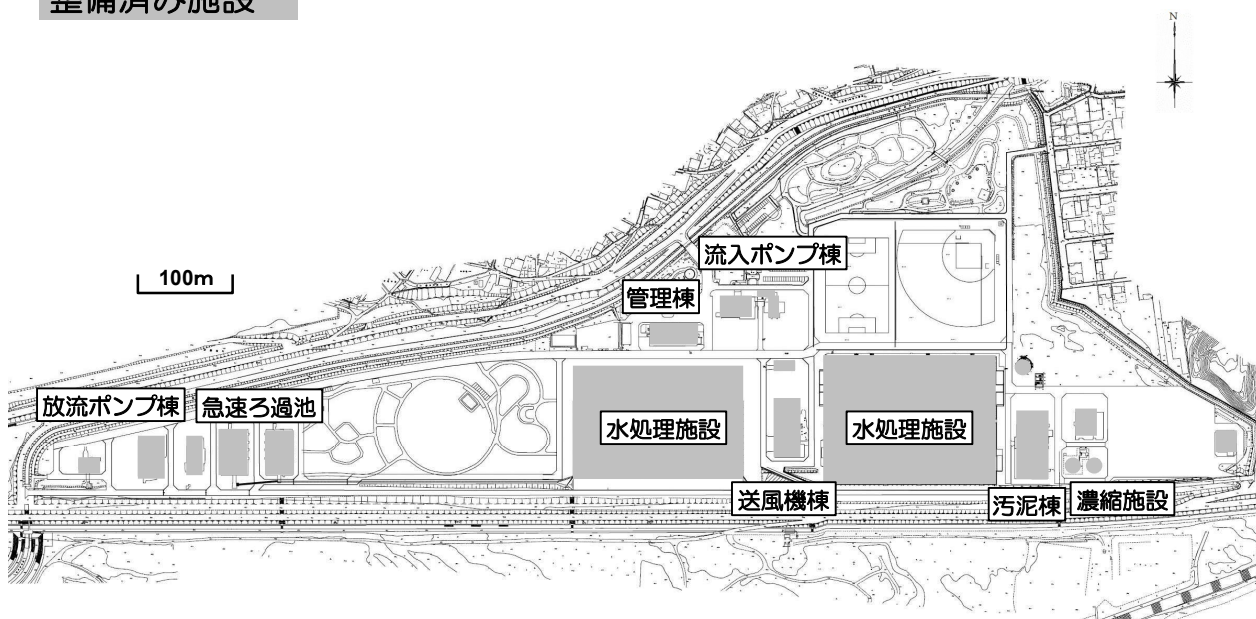 整備済み施設
N
100m
流入ポンプ棟
管理棟
放流ポンプ棟
急速ろ過池
水処理施設
水処理施設
送風機棟
汚泥棟
濃縮施設